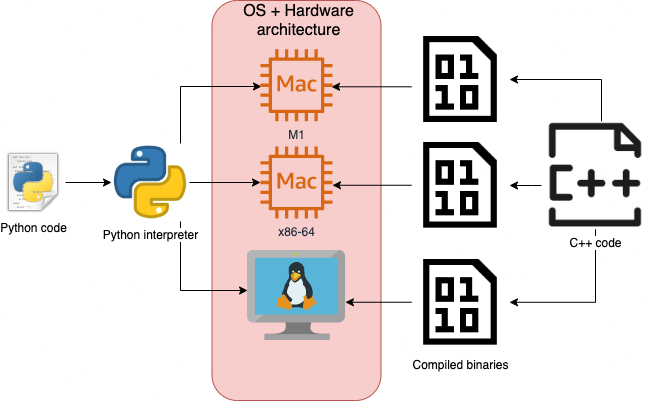 OS + Hardware
architecture
Mac
M1
Mac
x86-64
Python code
Python interpreter
01
10
01
10
01
10
Compiled binaries
C++
C++ code